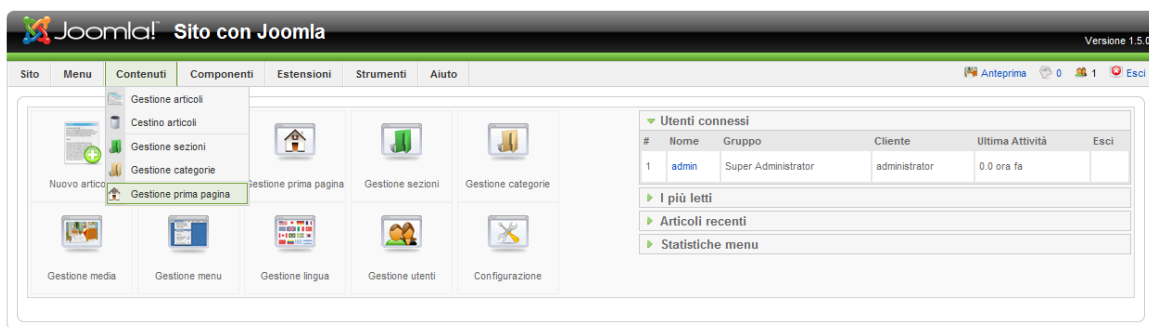 Joomla! Sito con Joomla
Versione 1.5.0
Sito Menu Contenuti Componenti Estensioni Strumenti Aiuto Anteprima 0 1 Esci
Gestione articoli
Cestino articoli
Gestione sezioni
Gestione categorie
Gestione prima pagina
Nuovo artico
Gestione prima pagina
Gestione sezioni
Gestione categorie
Gestione media
Gestione menu
Gestione lingua
Gestione utenti
Configurazione
Utenti connessi
# Nome Gruppo Cliente Ultima Attività Esci
1 admin Super Administrator administrator 0.0 ora fa
I più letti
Articoli recenti
Statistiche menu